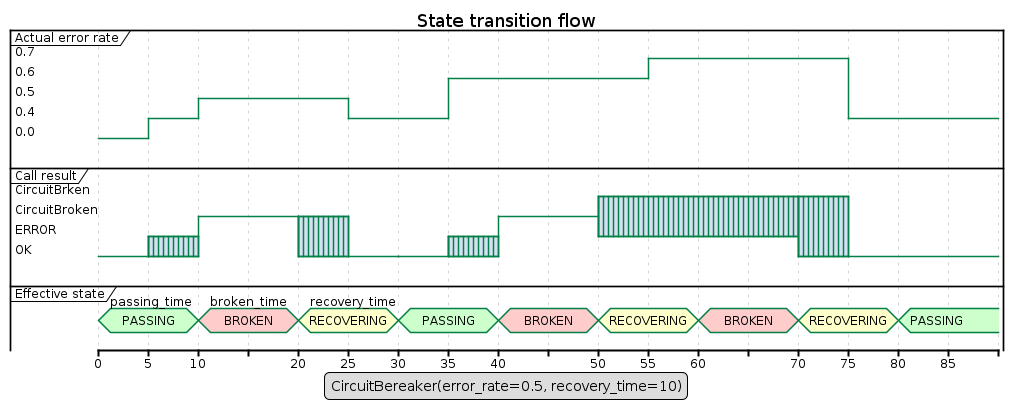 State transition flow
Actual error rate
0.7
0.6
0.5
0.4
0.0
Call result
CircuitBrken
CircuitBroken
ERROR
OK
Effective state
passing_time broken_time recovery_time
PASSING BROKEN RECOVERING PASSING BROKEN RECOVERING BROKEN RECOVERING PASSING
0 5 10 20 25 30 35 40 50 55 60 70 75 80 85
CircuitBereaker(error_rate=0.5, recovery_time=10)